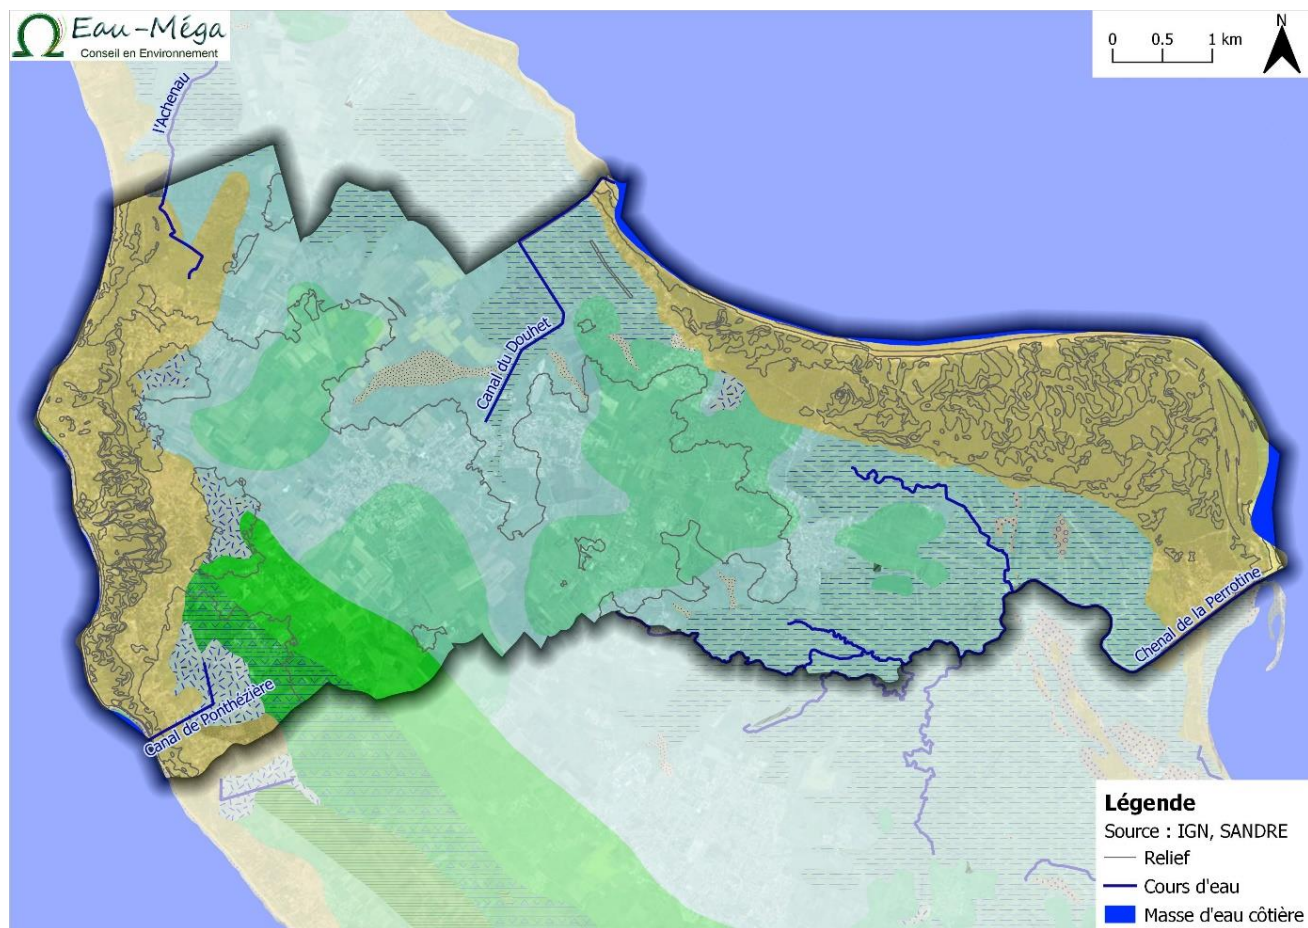 Eau-Méga
Conseil en Environnement
0 0.5 1 km
N
l'Achenau
Canal du Douhet
Chenal de la Perrotine
Canal de Ponthézière
Légende
Source : IGN, SANDRE
Relief
Cours d'eau
Masse d'eau côtière